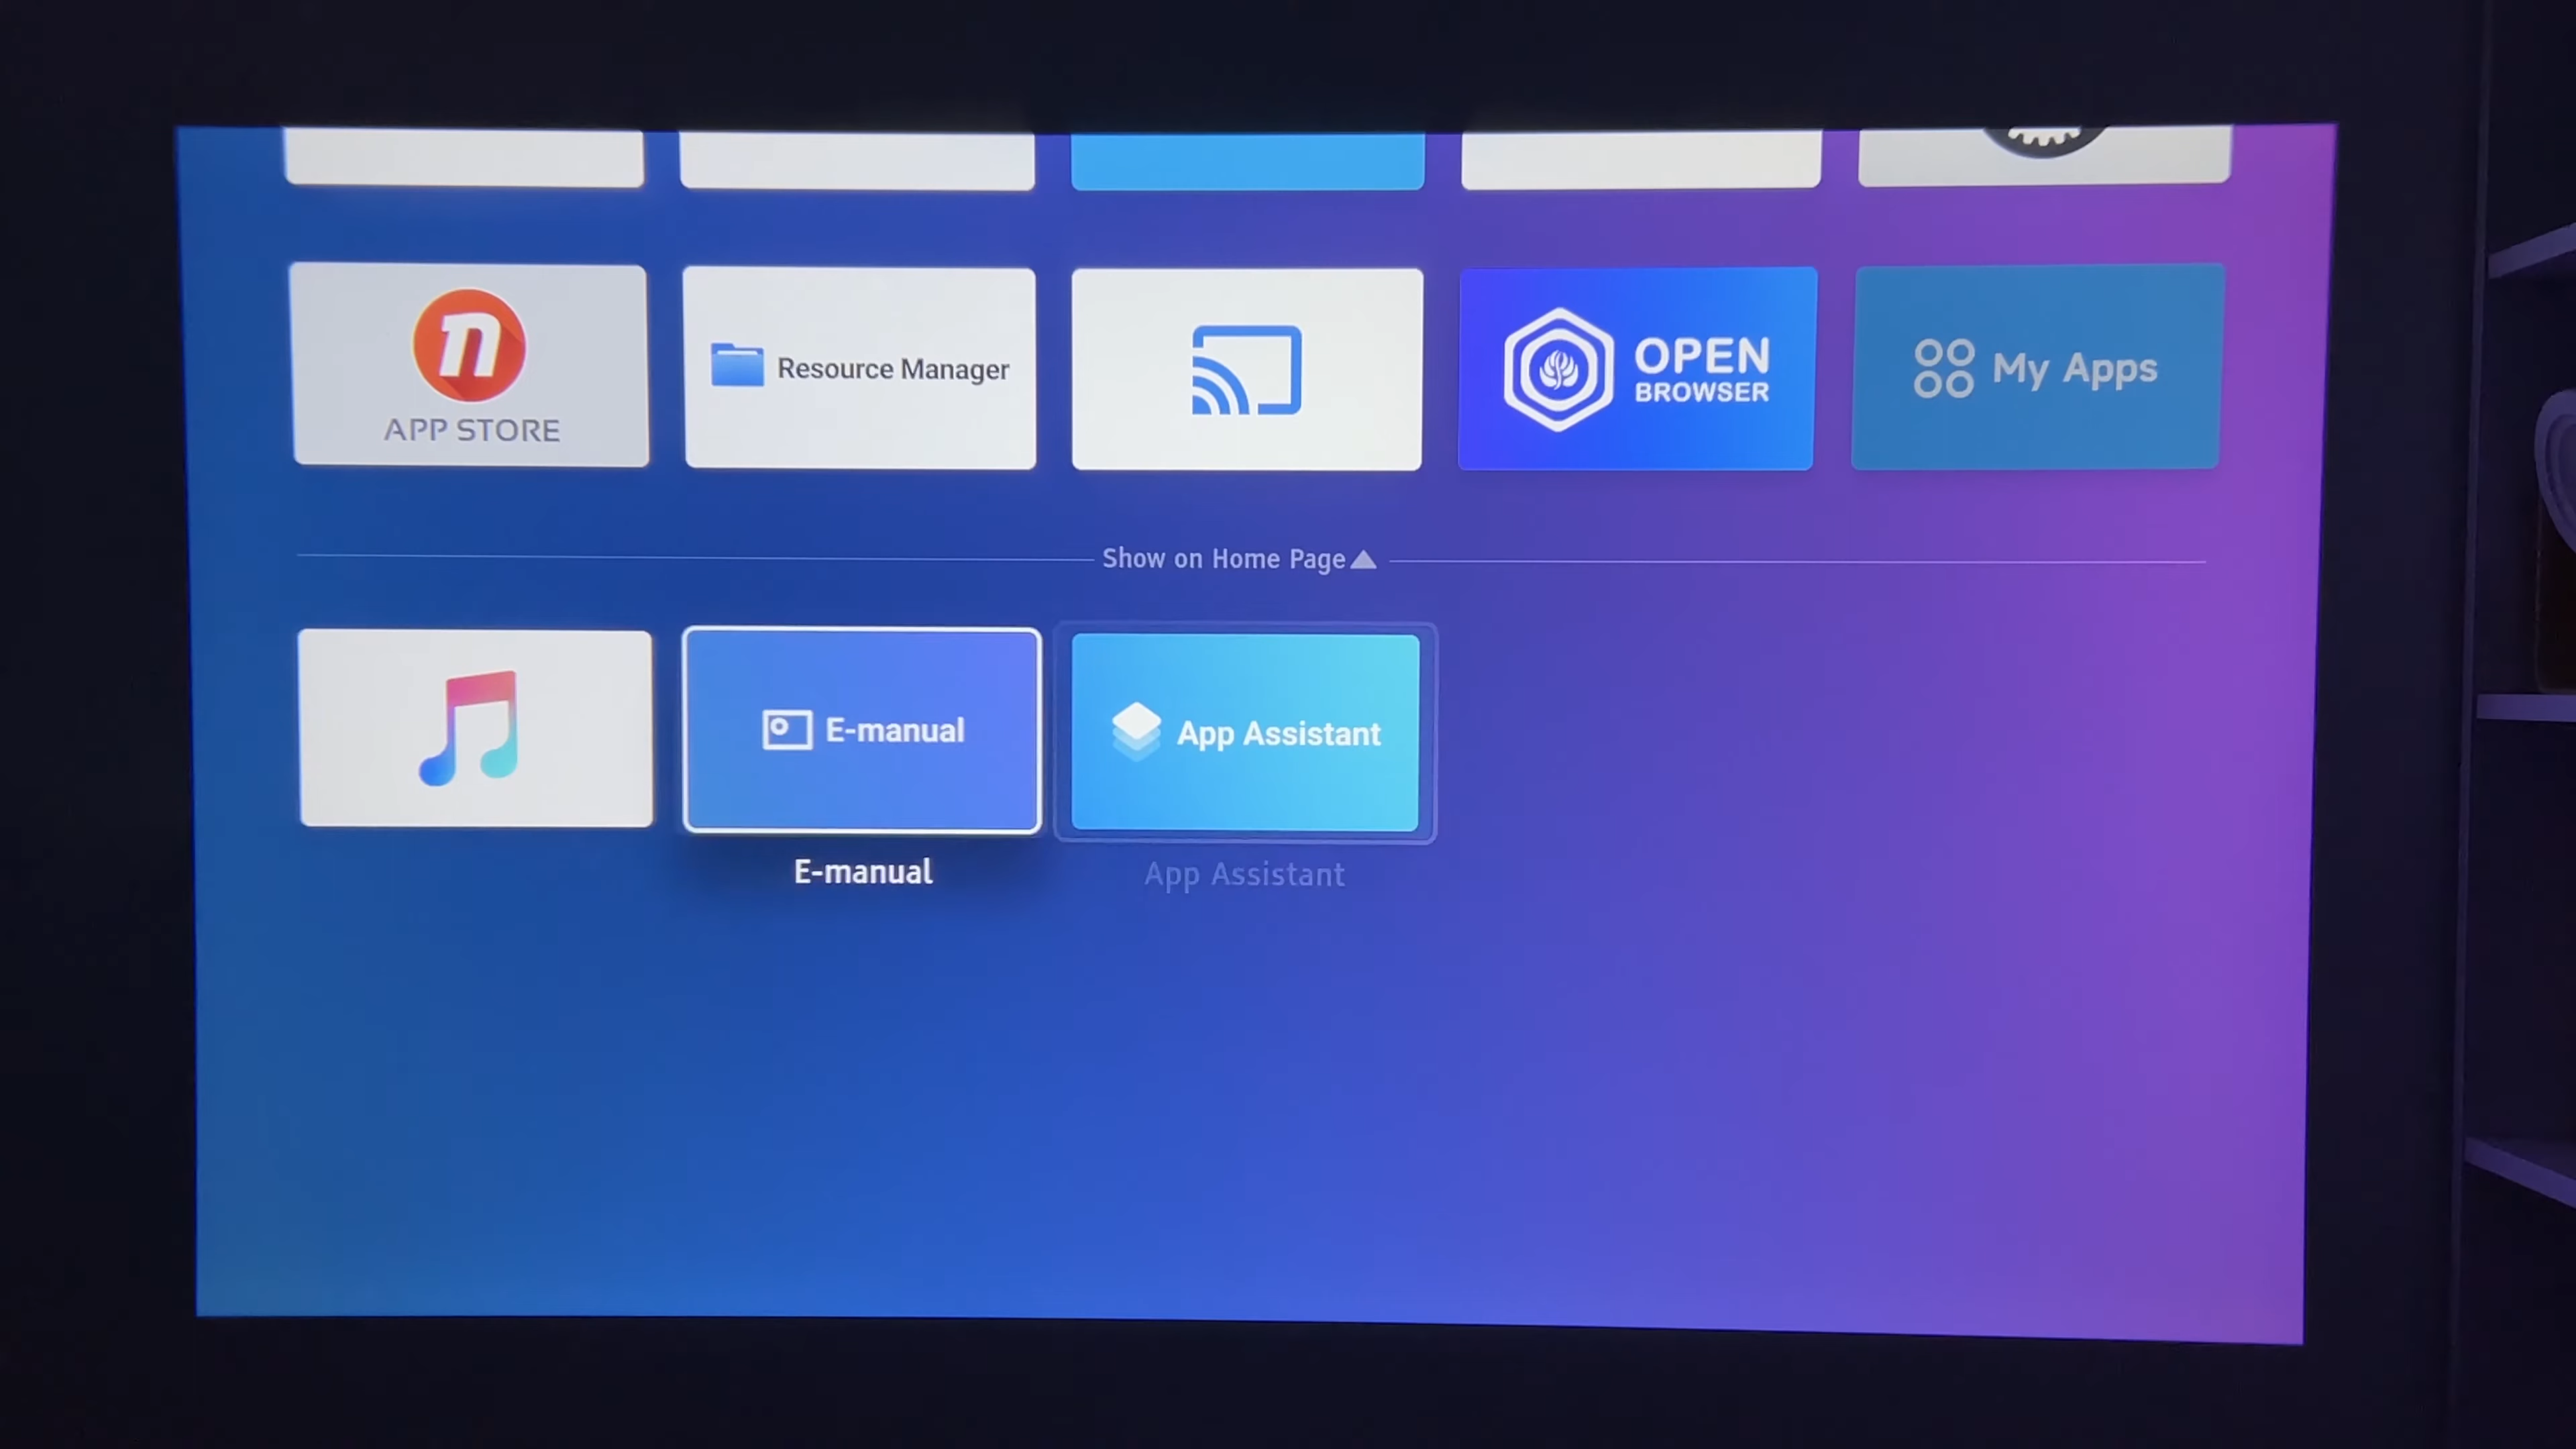 APP STORE
Resource Manager
OPEN
BROWSER
My Apps
Show on Home Page
E-manual
App Assistant
E-manual
App Assistant